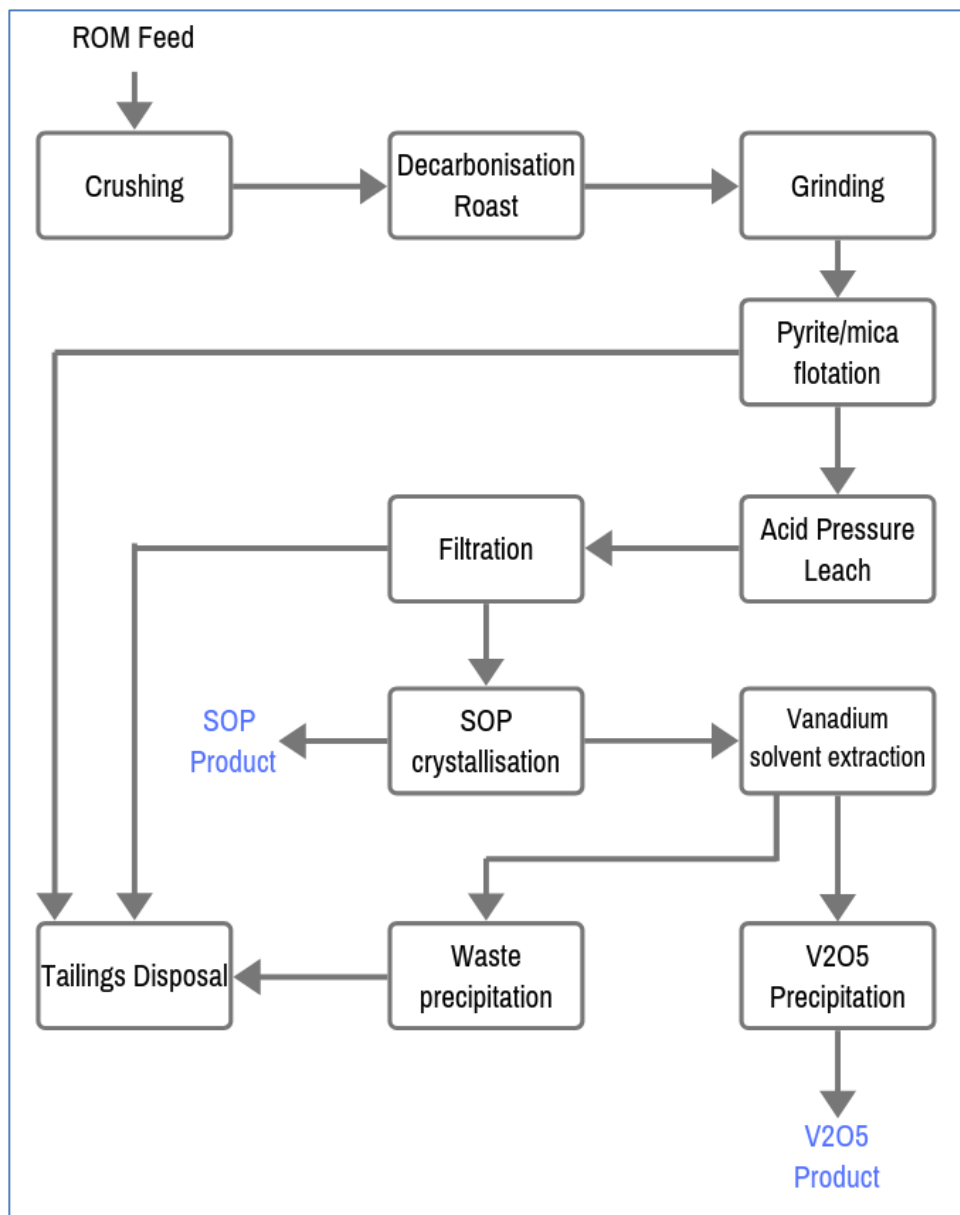 ROM Feed
Crushing
Decarbonisation
Roast
Grinding
Pyrite/mica
flotation
Filtration
Acid Pressure
Leach
SOP
Product
SOP
crystallisation
Vanadium
solvent extraction
Tailings Disposal
Waste
precipitation
V2O5
Precipitation
V2O5
Product